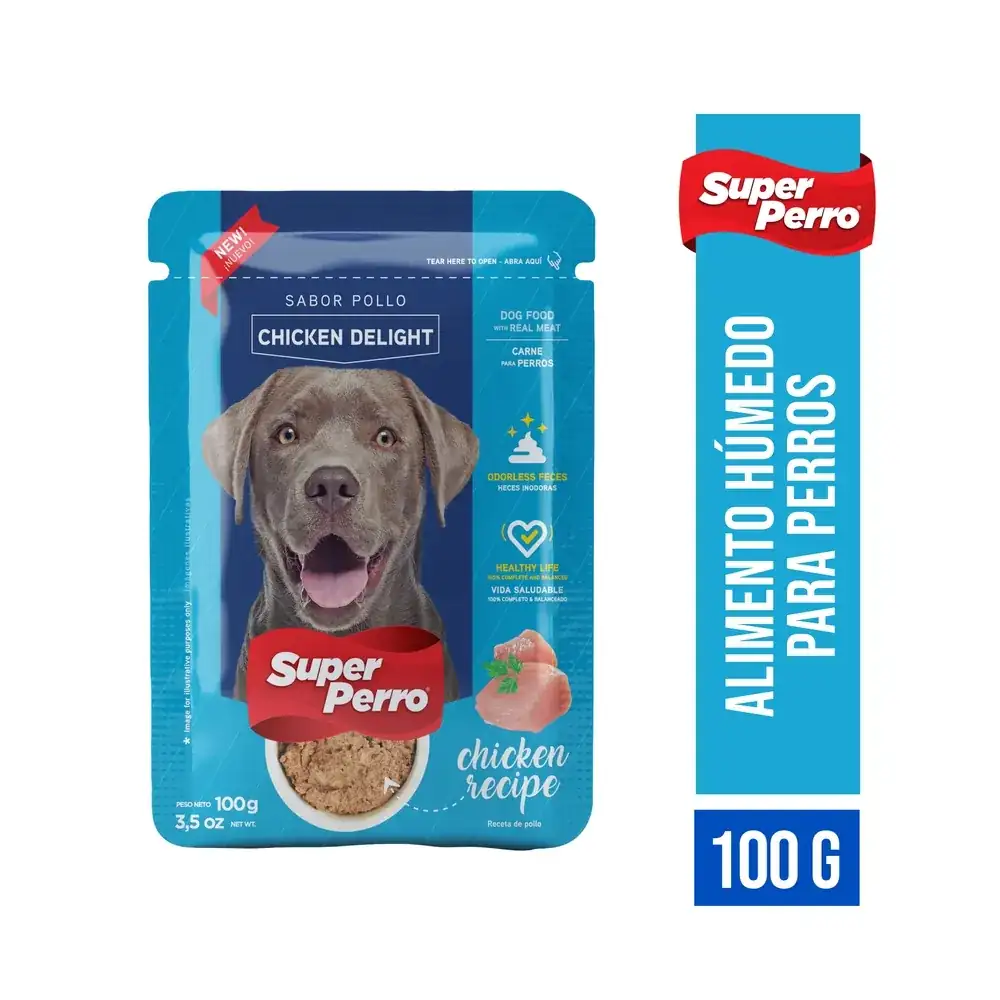 NEW!
¡NUEVO!
TEAR HERE TO OPEN - ABRA AQUÍ
SABOR POLLO
CHICKEN DELIGHT
DOG FOOD
WITH REAL MEAT
CARNE
PARA PERROS
ODORLESS FECES
HECES INODORAS
HEALTHY LIFE
100% COMPLETE AND BALANCED
VIDA SALUDABLE
100% COMPLETO & BALANCEADO
* Image for illustrative purposes only
Imágenes ilustrativas
Super
Perro®
chicken
recipe
Receta de pollo
PESO NETO 100g
3,5 oz NET WT.
Super
Perro®
ALIMENTO HÚMEDO
PARA PERROS
100 G